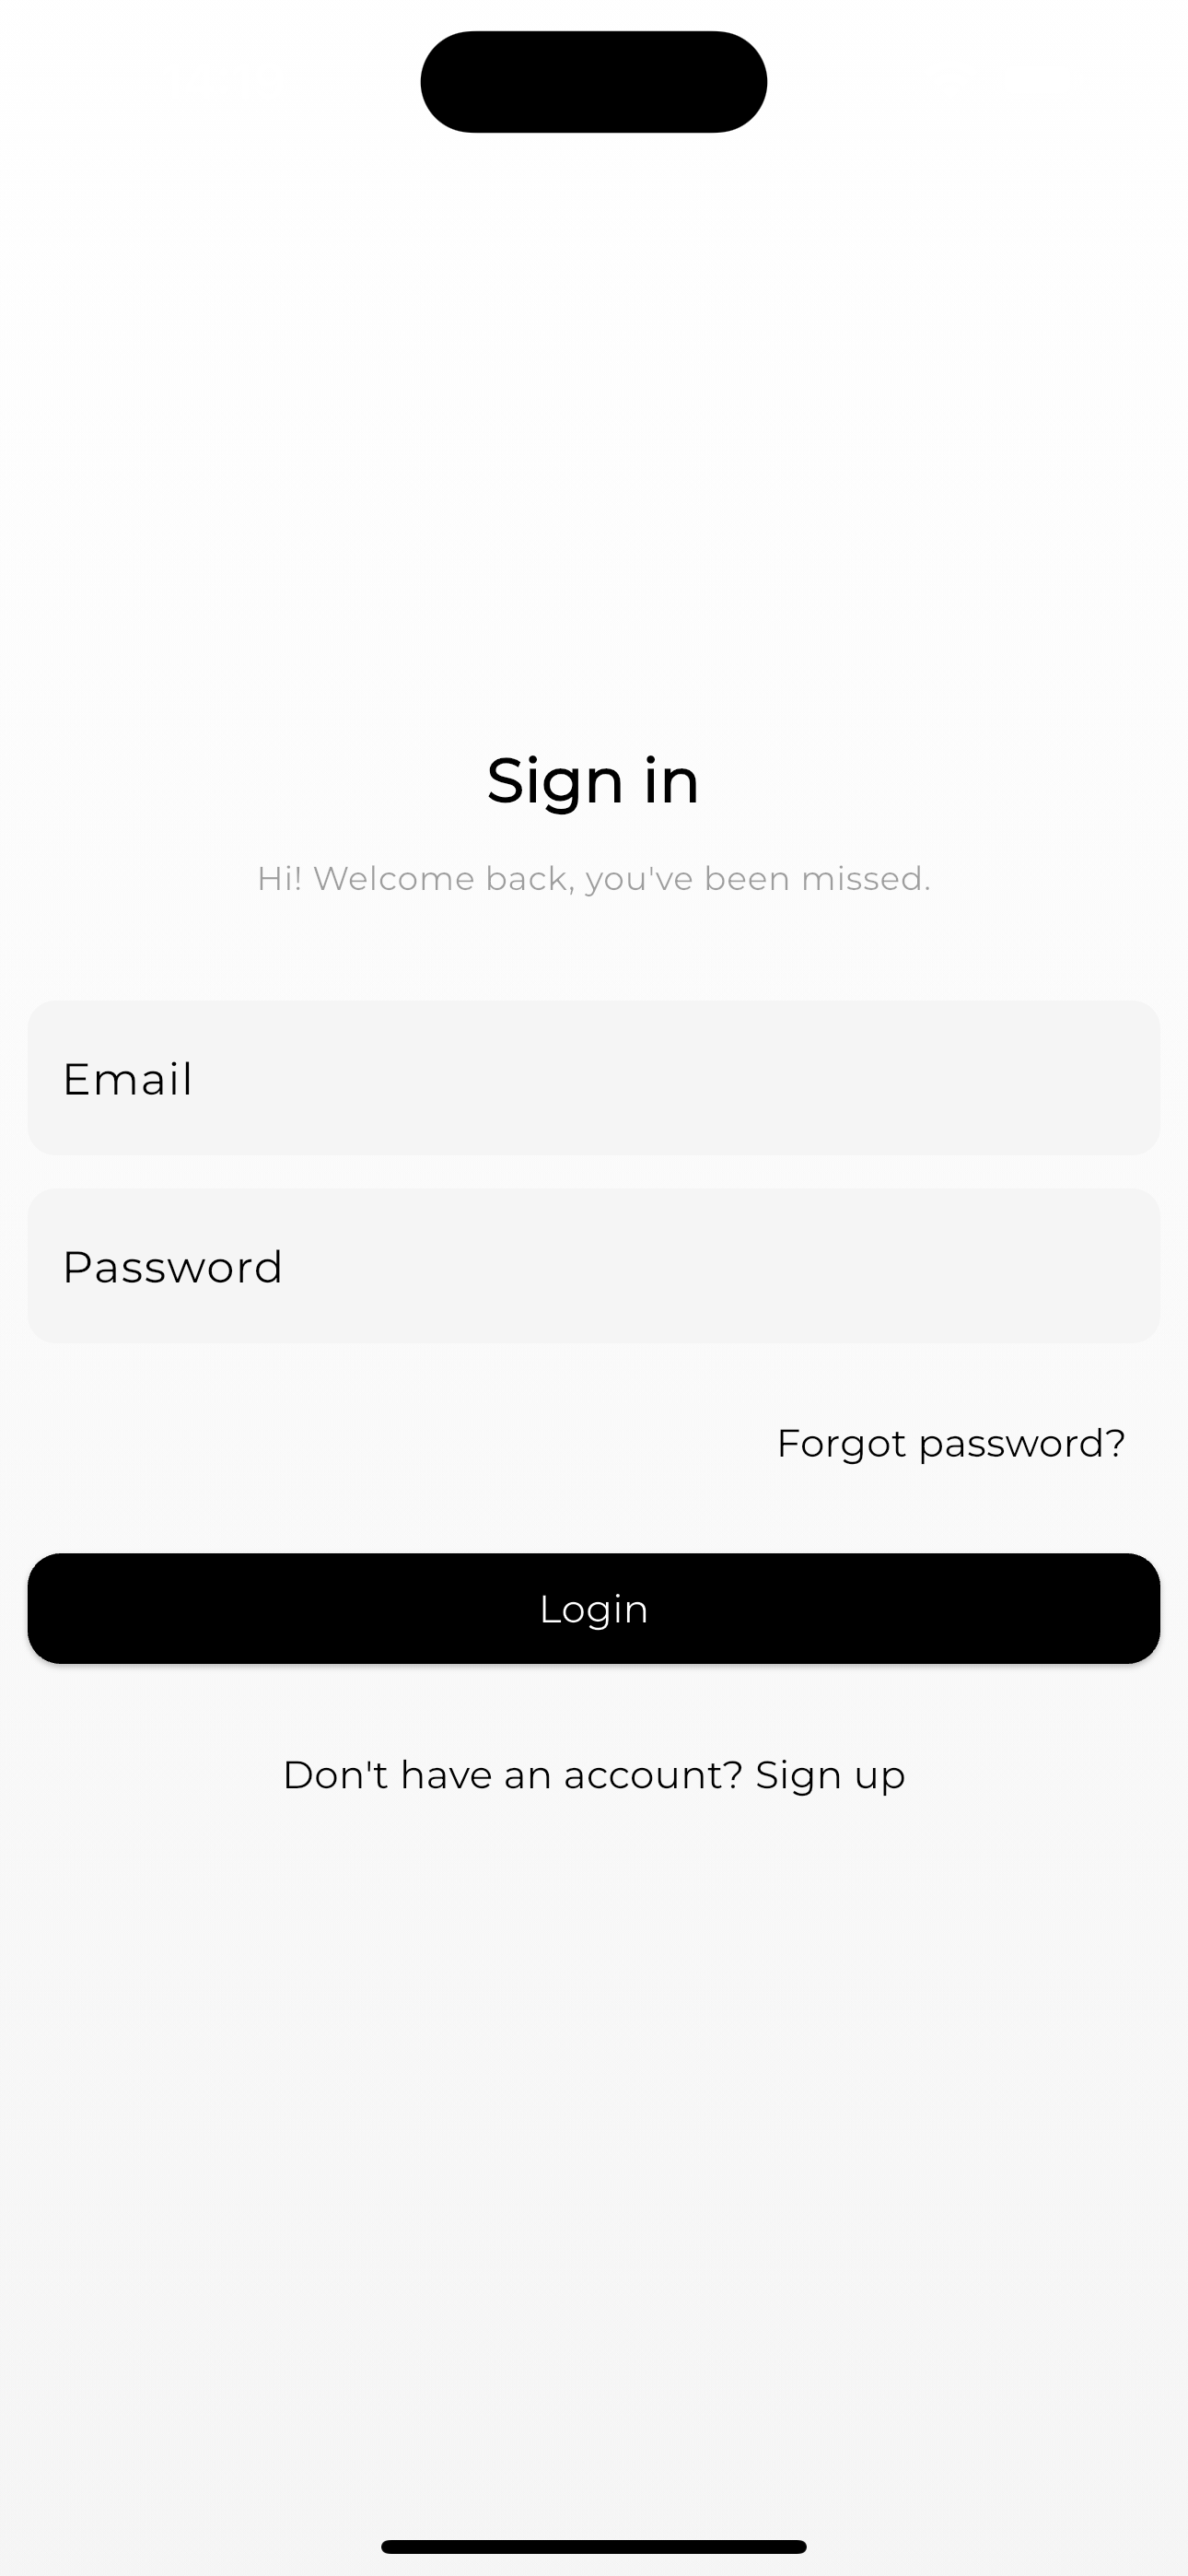 Sign in
Hi! Welcome back, you've been missed.
Email
Password
Forgot password?
Login
Don't have an account? Sign up